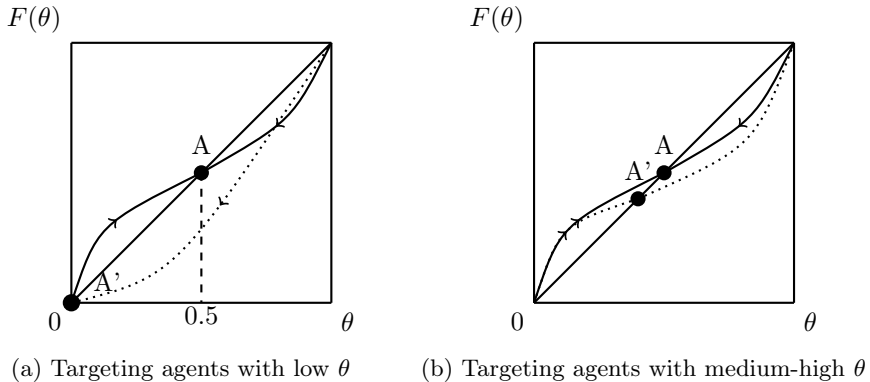 F(θ)
A
A'
0
0.5
θ
(a) Targeting agents with low θ
F(θ)
A' A
0
θ
(b) Targeting agents with medium-high θ